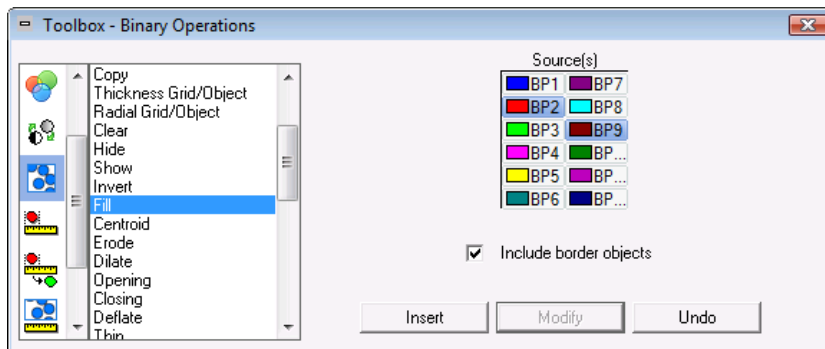 Toolbox - Binary Operations
Copy
Thickness Grid/Object
Radial Grid/Object
Clear
Hide
Show
Invert
Fill
Centroid
Erode
Dilate
Opening
Closing
Deflate
Thin
Source(s)
BP1 BP7
BP2 BP8
BP3 BP9
BP4 BP...
BP5 BP...
BP6 BP...
Include border objects
Insert Modify Undo